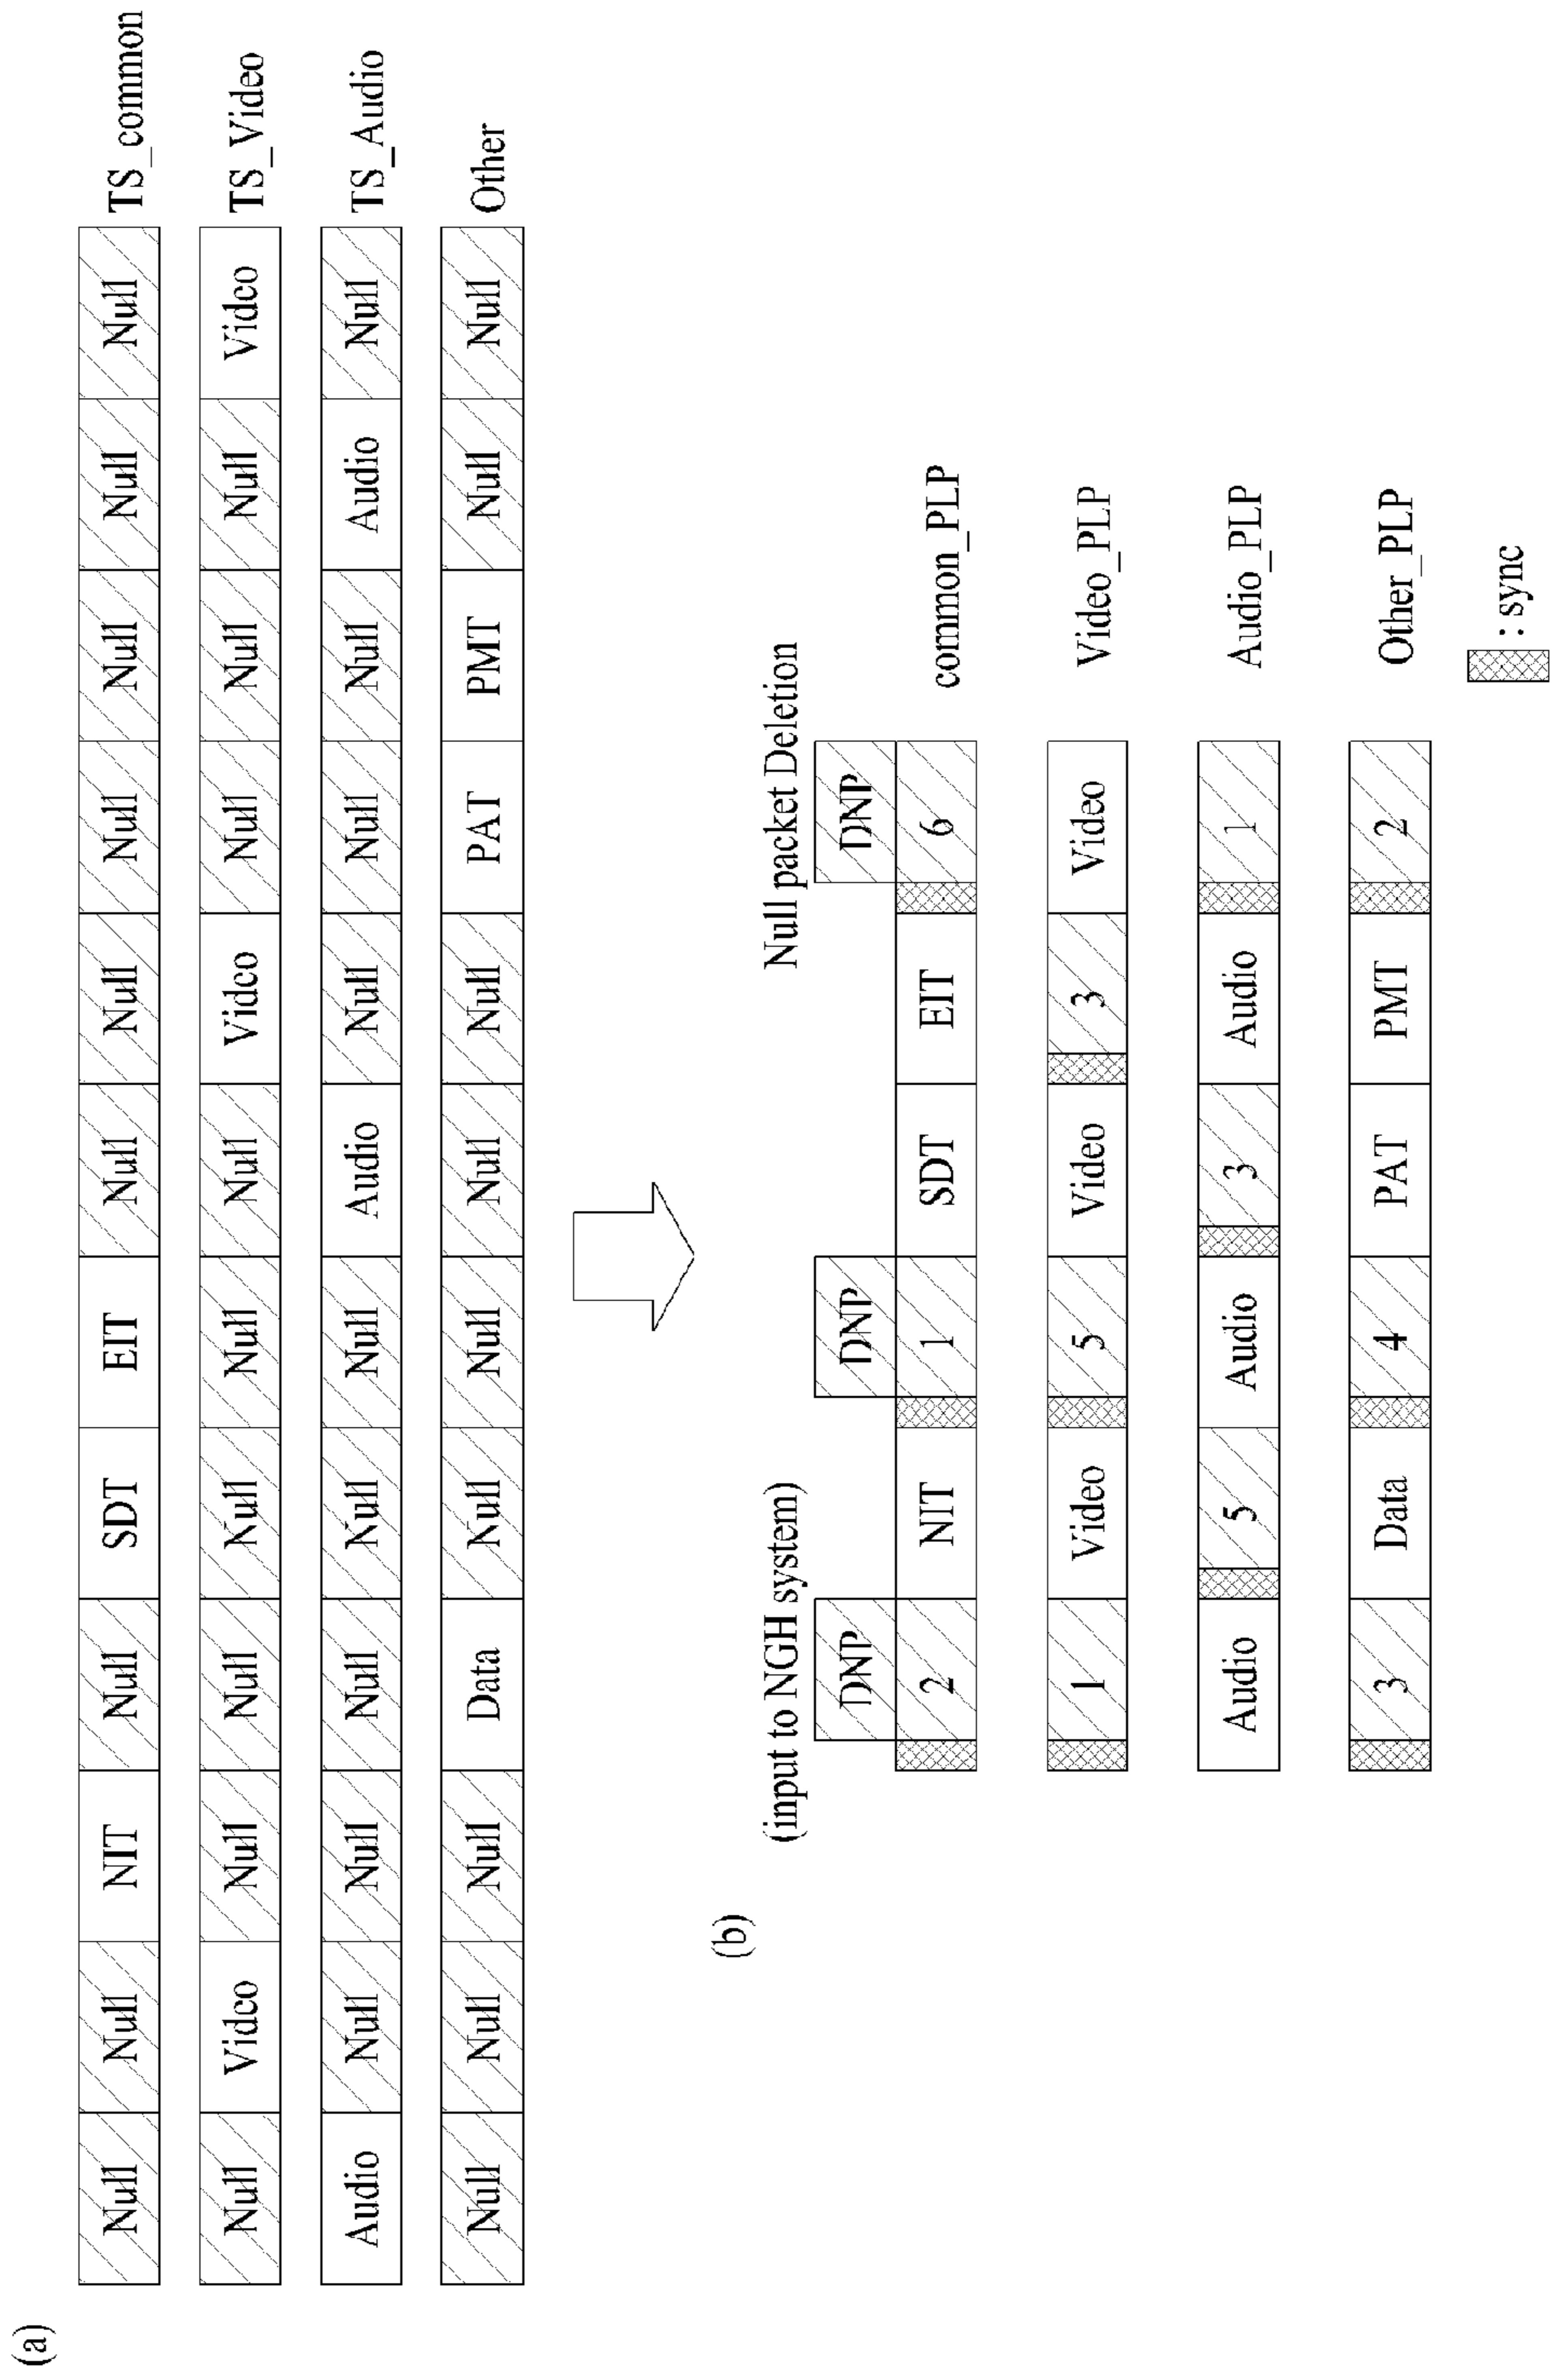 (a)
Null Null NIT Null SDT EIT Null Null Null Null Null Null TS_common
Null Video Null Null Null Null Null Video Null Null Null Video TS_Video
Audio Null Null Null Null Null Audio Null Null Null Audio Null TS_Audio
Null Null Null Data Null Null Null Null PAT PMT Null Null Other
(b)
(input to NGH system) Null packet Deletion
DNP DNP DNP
2 NIT 1 SDT EIT 6 common_PLP
1 Video 5 Video 3 Video Video_PLP
Audio 5 Audio 3 Audio 1 Audio_PLP
3 Data 4 PAT PMT 2 Other_PLP
: sync